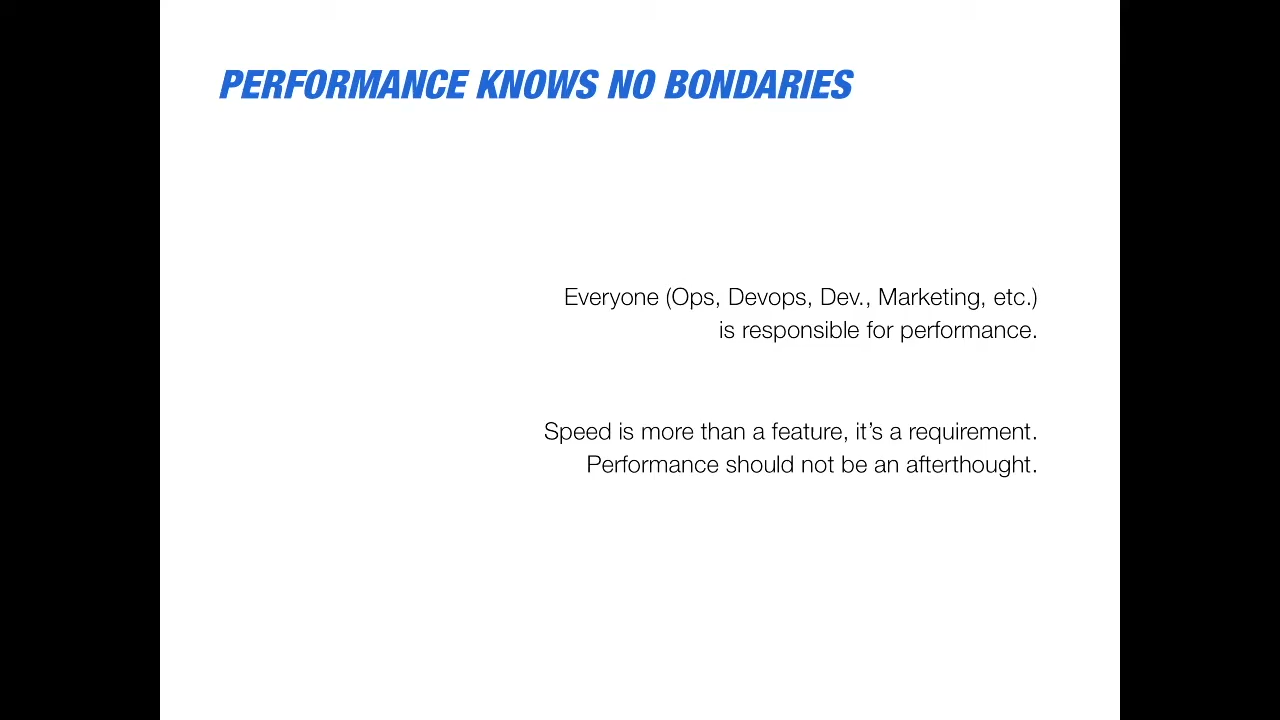 PERFORMANCE KNOWS NO BONDARIES
Everyone (Ops, Devops, Dev., Marketing, etc.)
is responsible for performance.
Speed is more than a feature, it’s a requirement.
Performance should not be an afterthought.